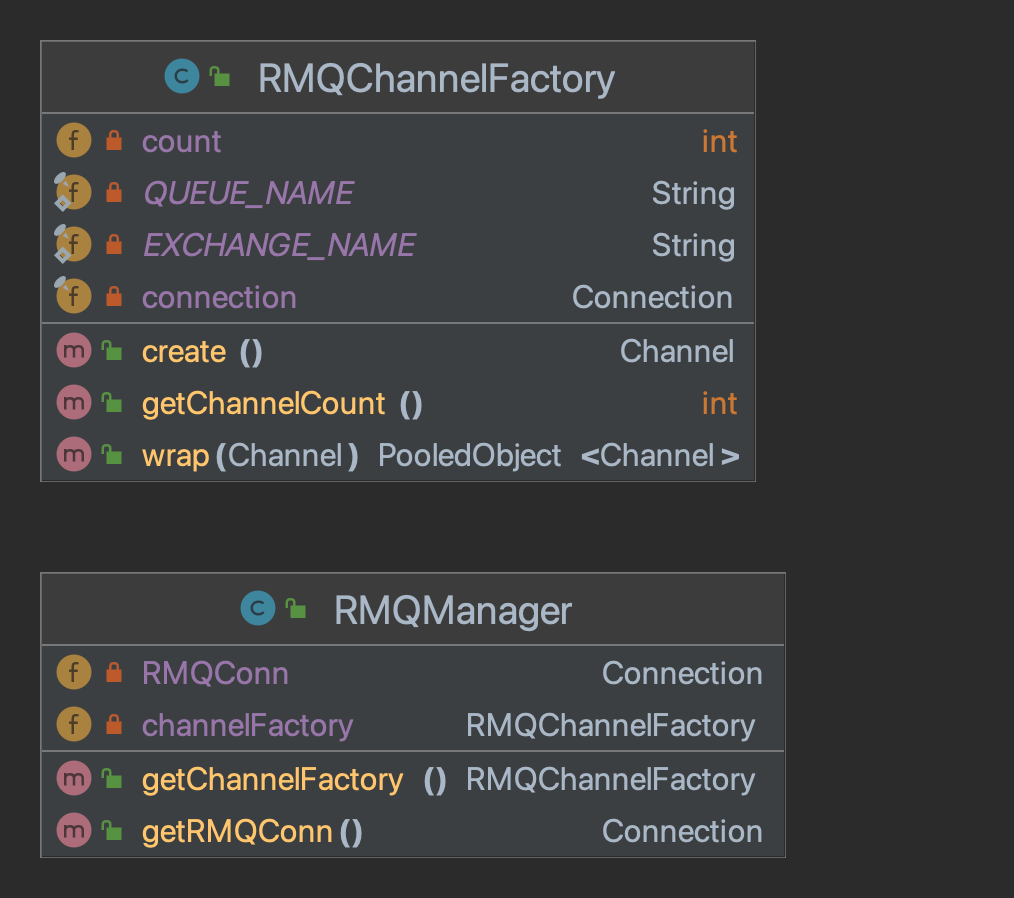 RMQChannelFactory
count int
QUEUE_NAME String
EXCHANGE_NAME String
connection Connection
create () Channel
getChannelCount () int
wrap(Channel) PooledObject <Channel>
RMQManager
RMQConn Connection
channelFactory RMQChannelFactory
getChannelFactory () RMQChannelFactory
getRMQConn() Connection